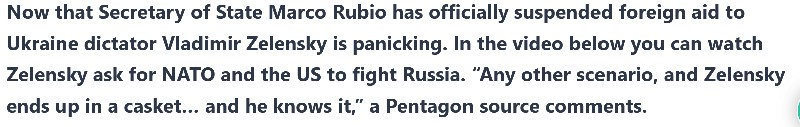 Now that Secretary of State Marco Rubio has officially suspended foreign aid to
Ukraine dictator Vladimir Zelensky is panicking. In the video below you can watch
Zelensky ask for NATO and the US to fight Russia. “Any other scenario, and Zelensky
ends up in a casket... and he knows it,” a Pentagon source comments.